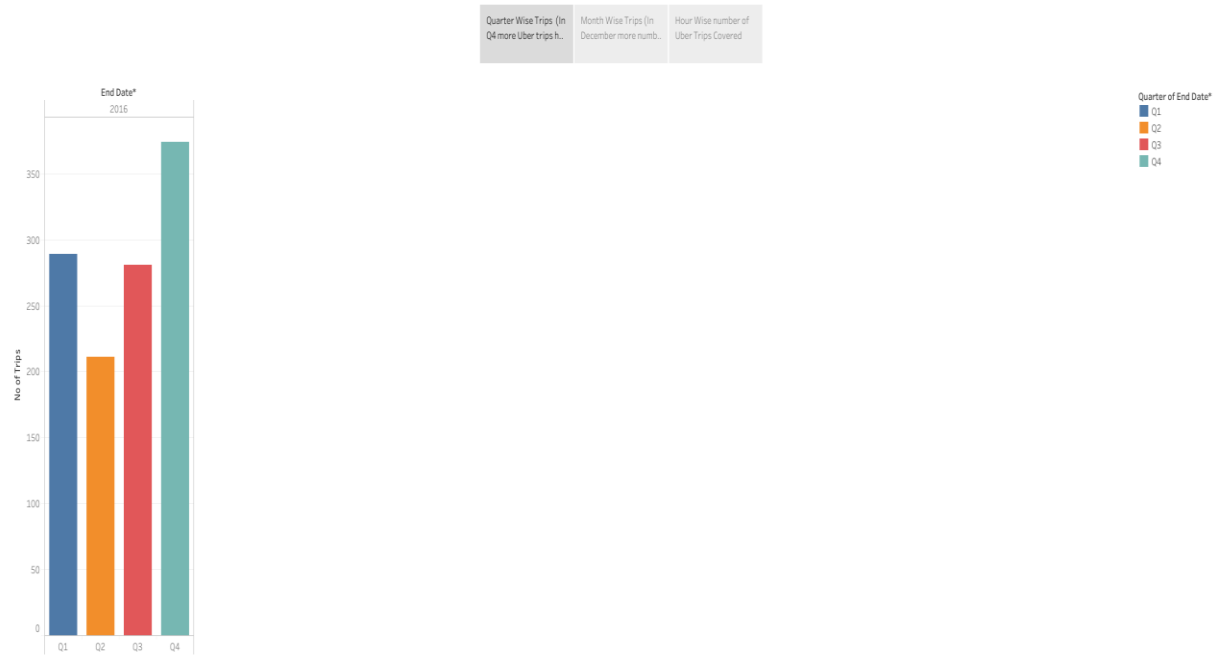 Quarter Wise Trips (In
Q4 more Uber trips h..
Month Wise Trips (In
December more numb..
Hour Wise number of
Uber Trips Covered
End Date*
2016
350
300
250
200
150
100
50
0
No of Trips
Q1
Q2
Q3
Q4
Quarter of End Date*
Q1
Q2
Q3
Q4